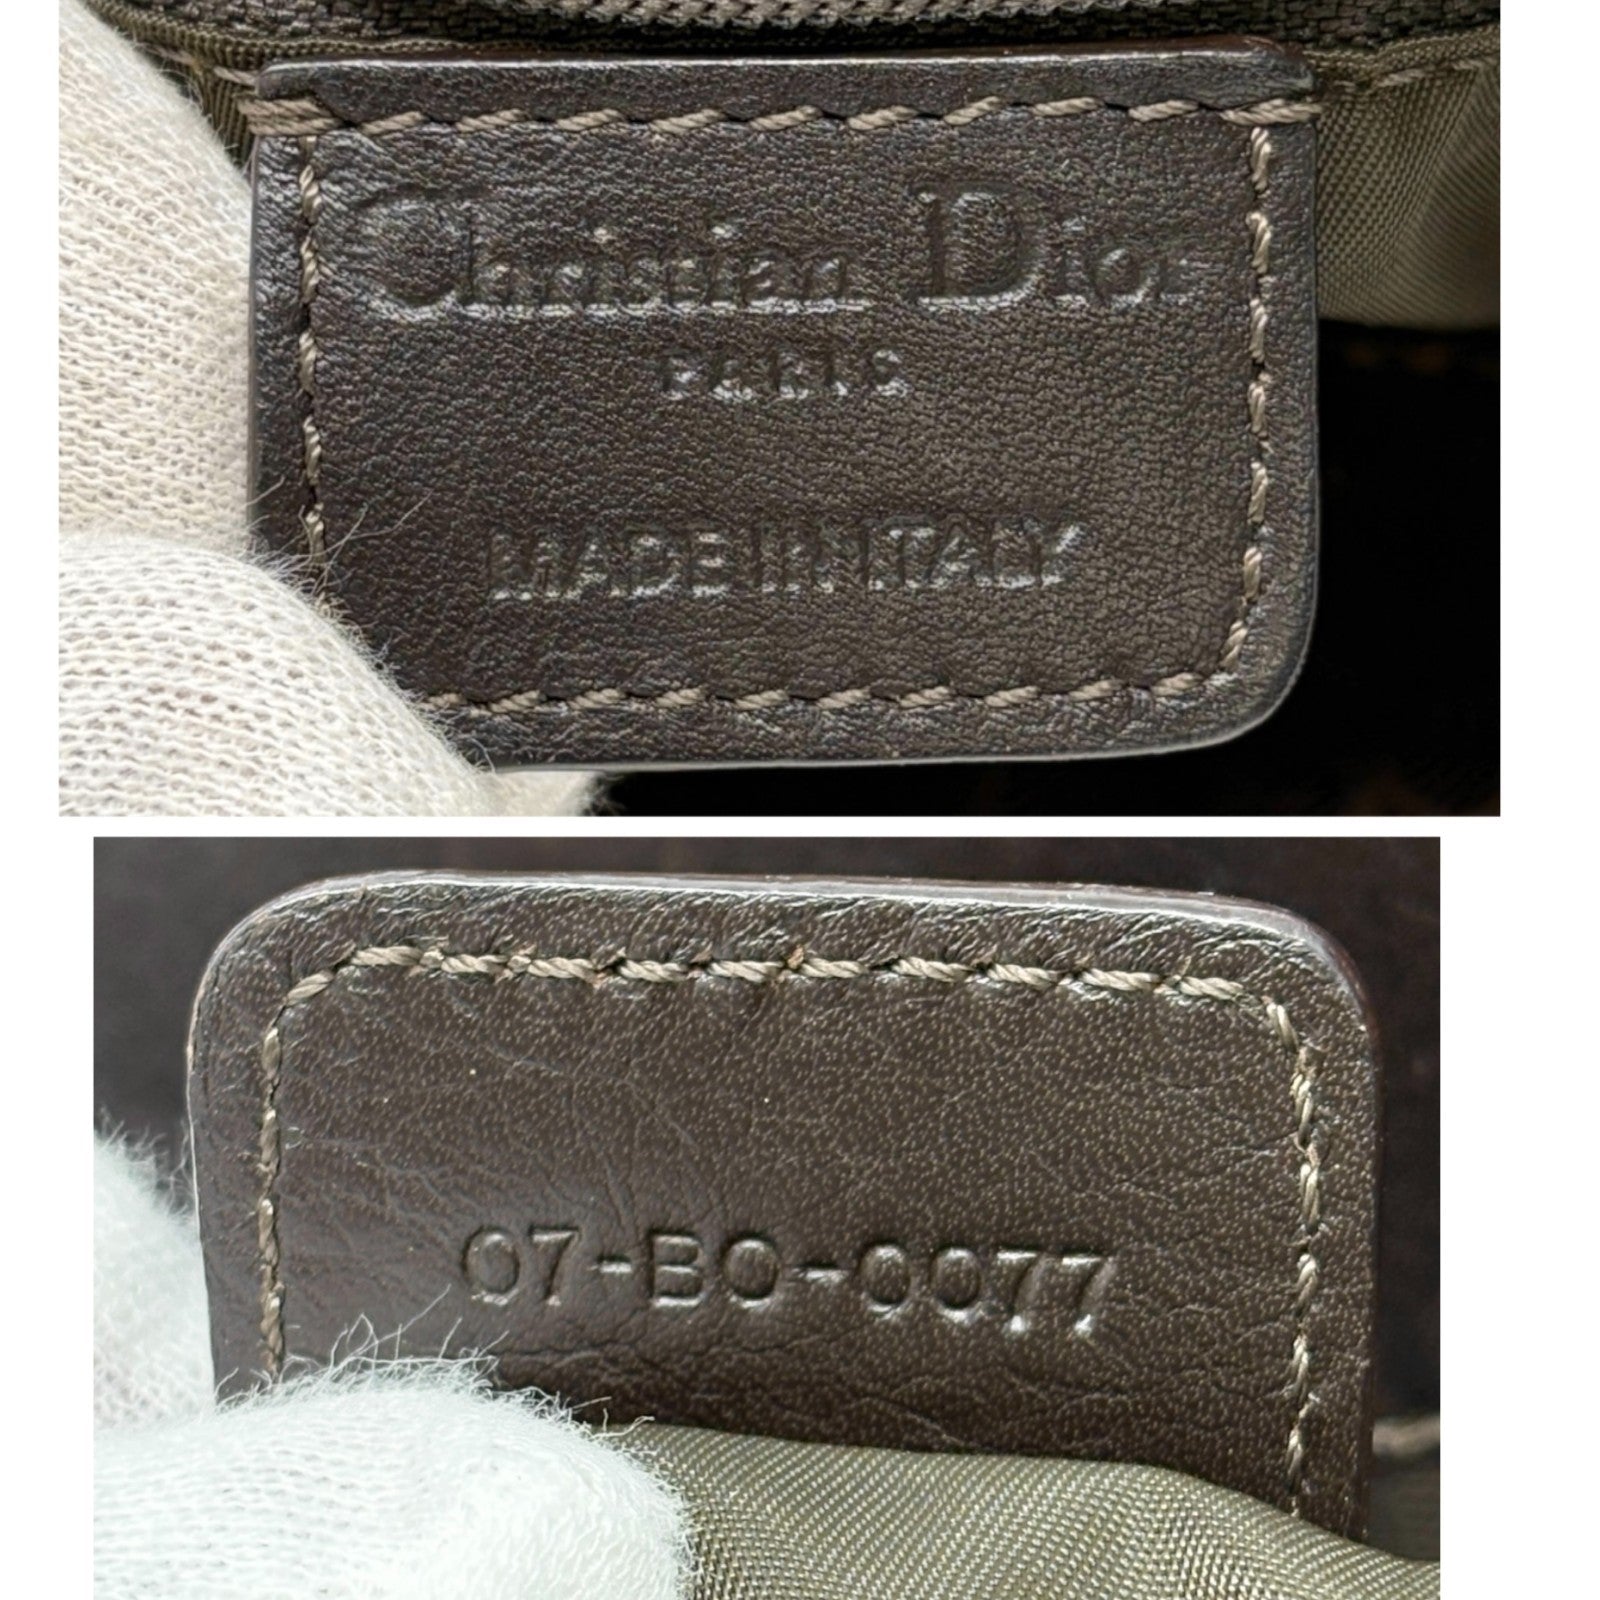 Christian Dior
PARIS
MADE IN ITALY
07-BO-0077